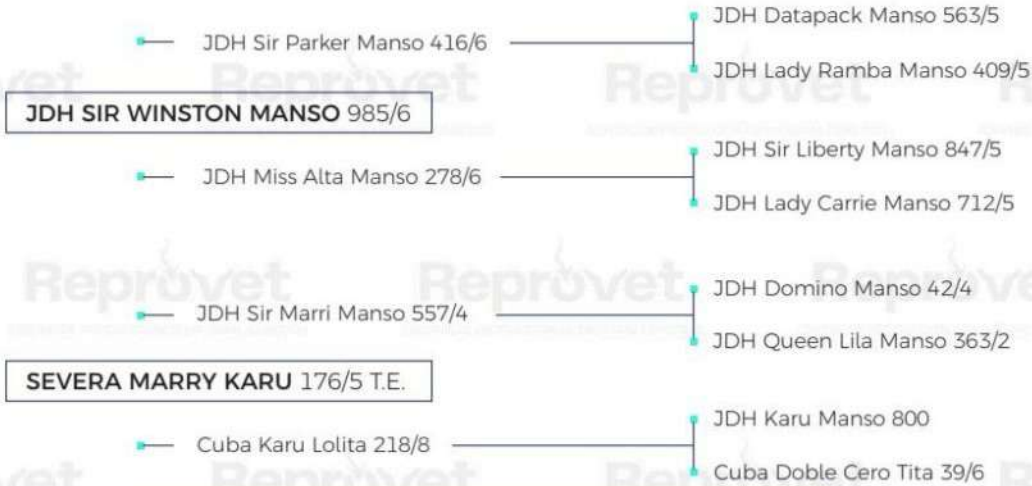 JDH Datapack Manso 563/5
JDH Sir Parker Manso 416/6
JDH Lady Ramba Manso 409/5
JDH SIR WINSTON MANSO 985/6
JDH Sir Liberty Manso 847/5
JDH Miss Alta Manso 278/6
JDH Lady Carrie Manso 712/5
JDH Domino Manso 42/4
JDH Sir Marri Manso 557/4
JDH Queen Lila Manso 363/2
SEVERA MARRY KARU 176/5 T.E.
JDH Karu Manso 800
Cuba Karu Lolita 218/8
Cuba Doble Cero Tita 39/6
Reprovet
Reprovet
Reprovet
Reprovet